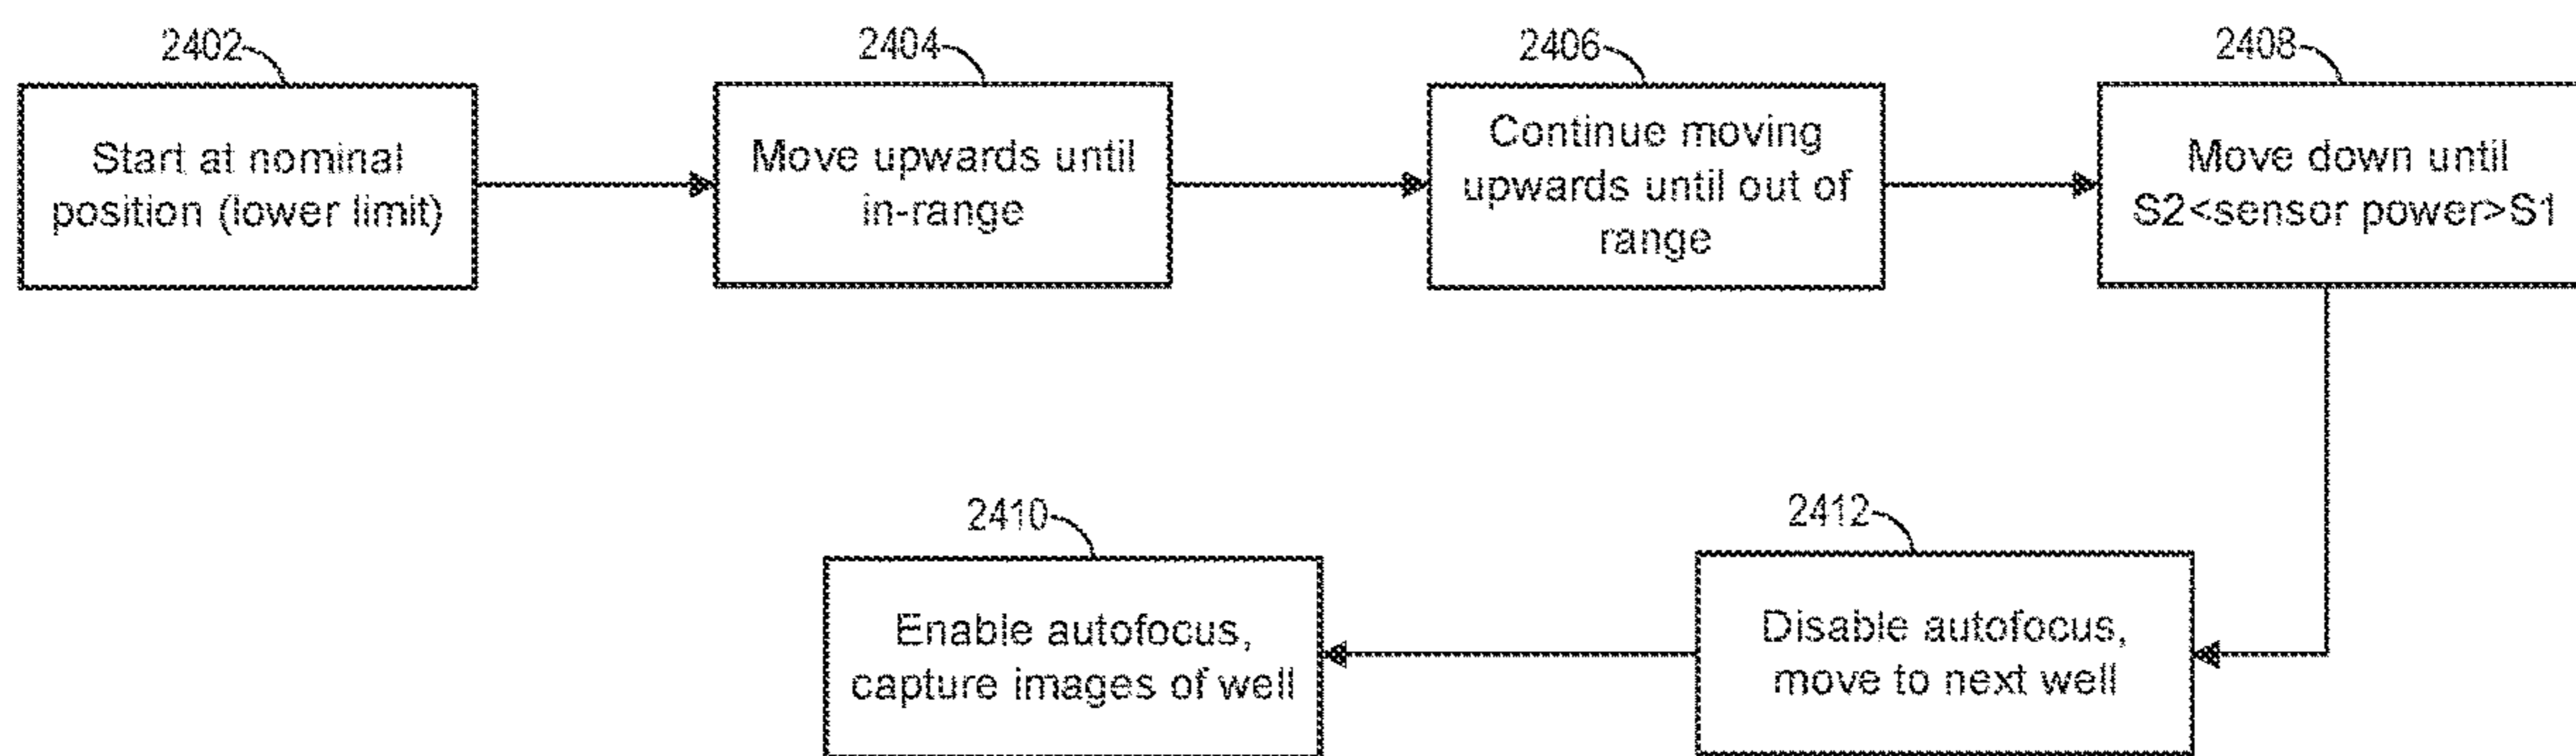 2402
Start at nominal
position (lower limit)
2404
Move upwards until
in-range
2406
Continue moving
upwards until out of
range
2408
Move down until
S2<sensor power>S1
2410
Enable autofocus,
capture images of well
2412
Disable autofocus,
move to next well